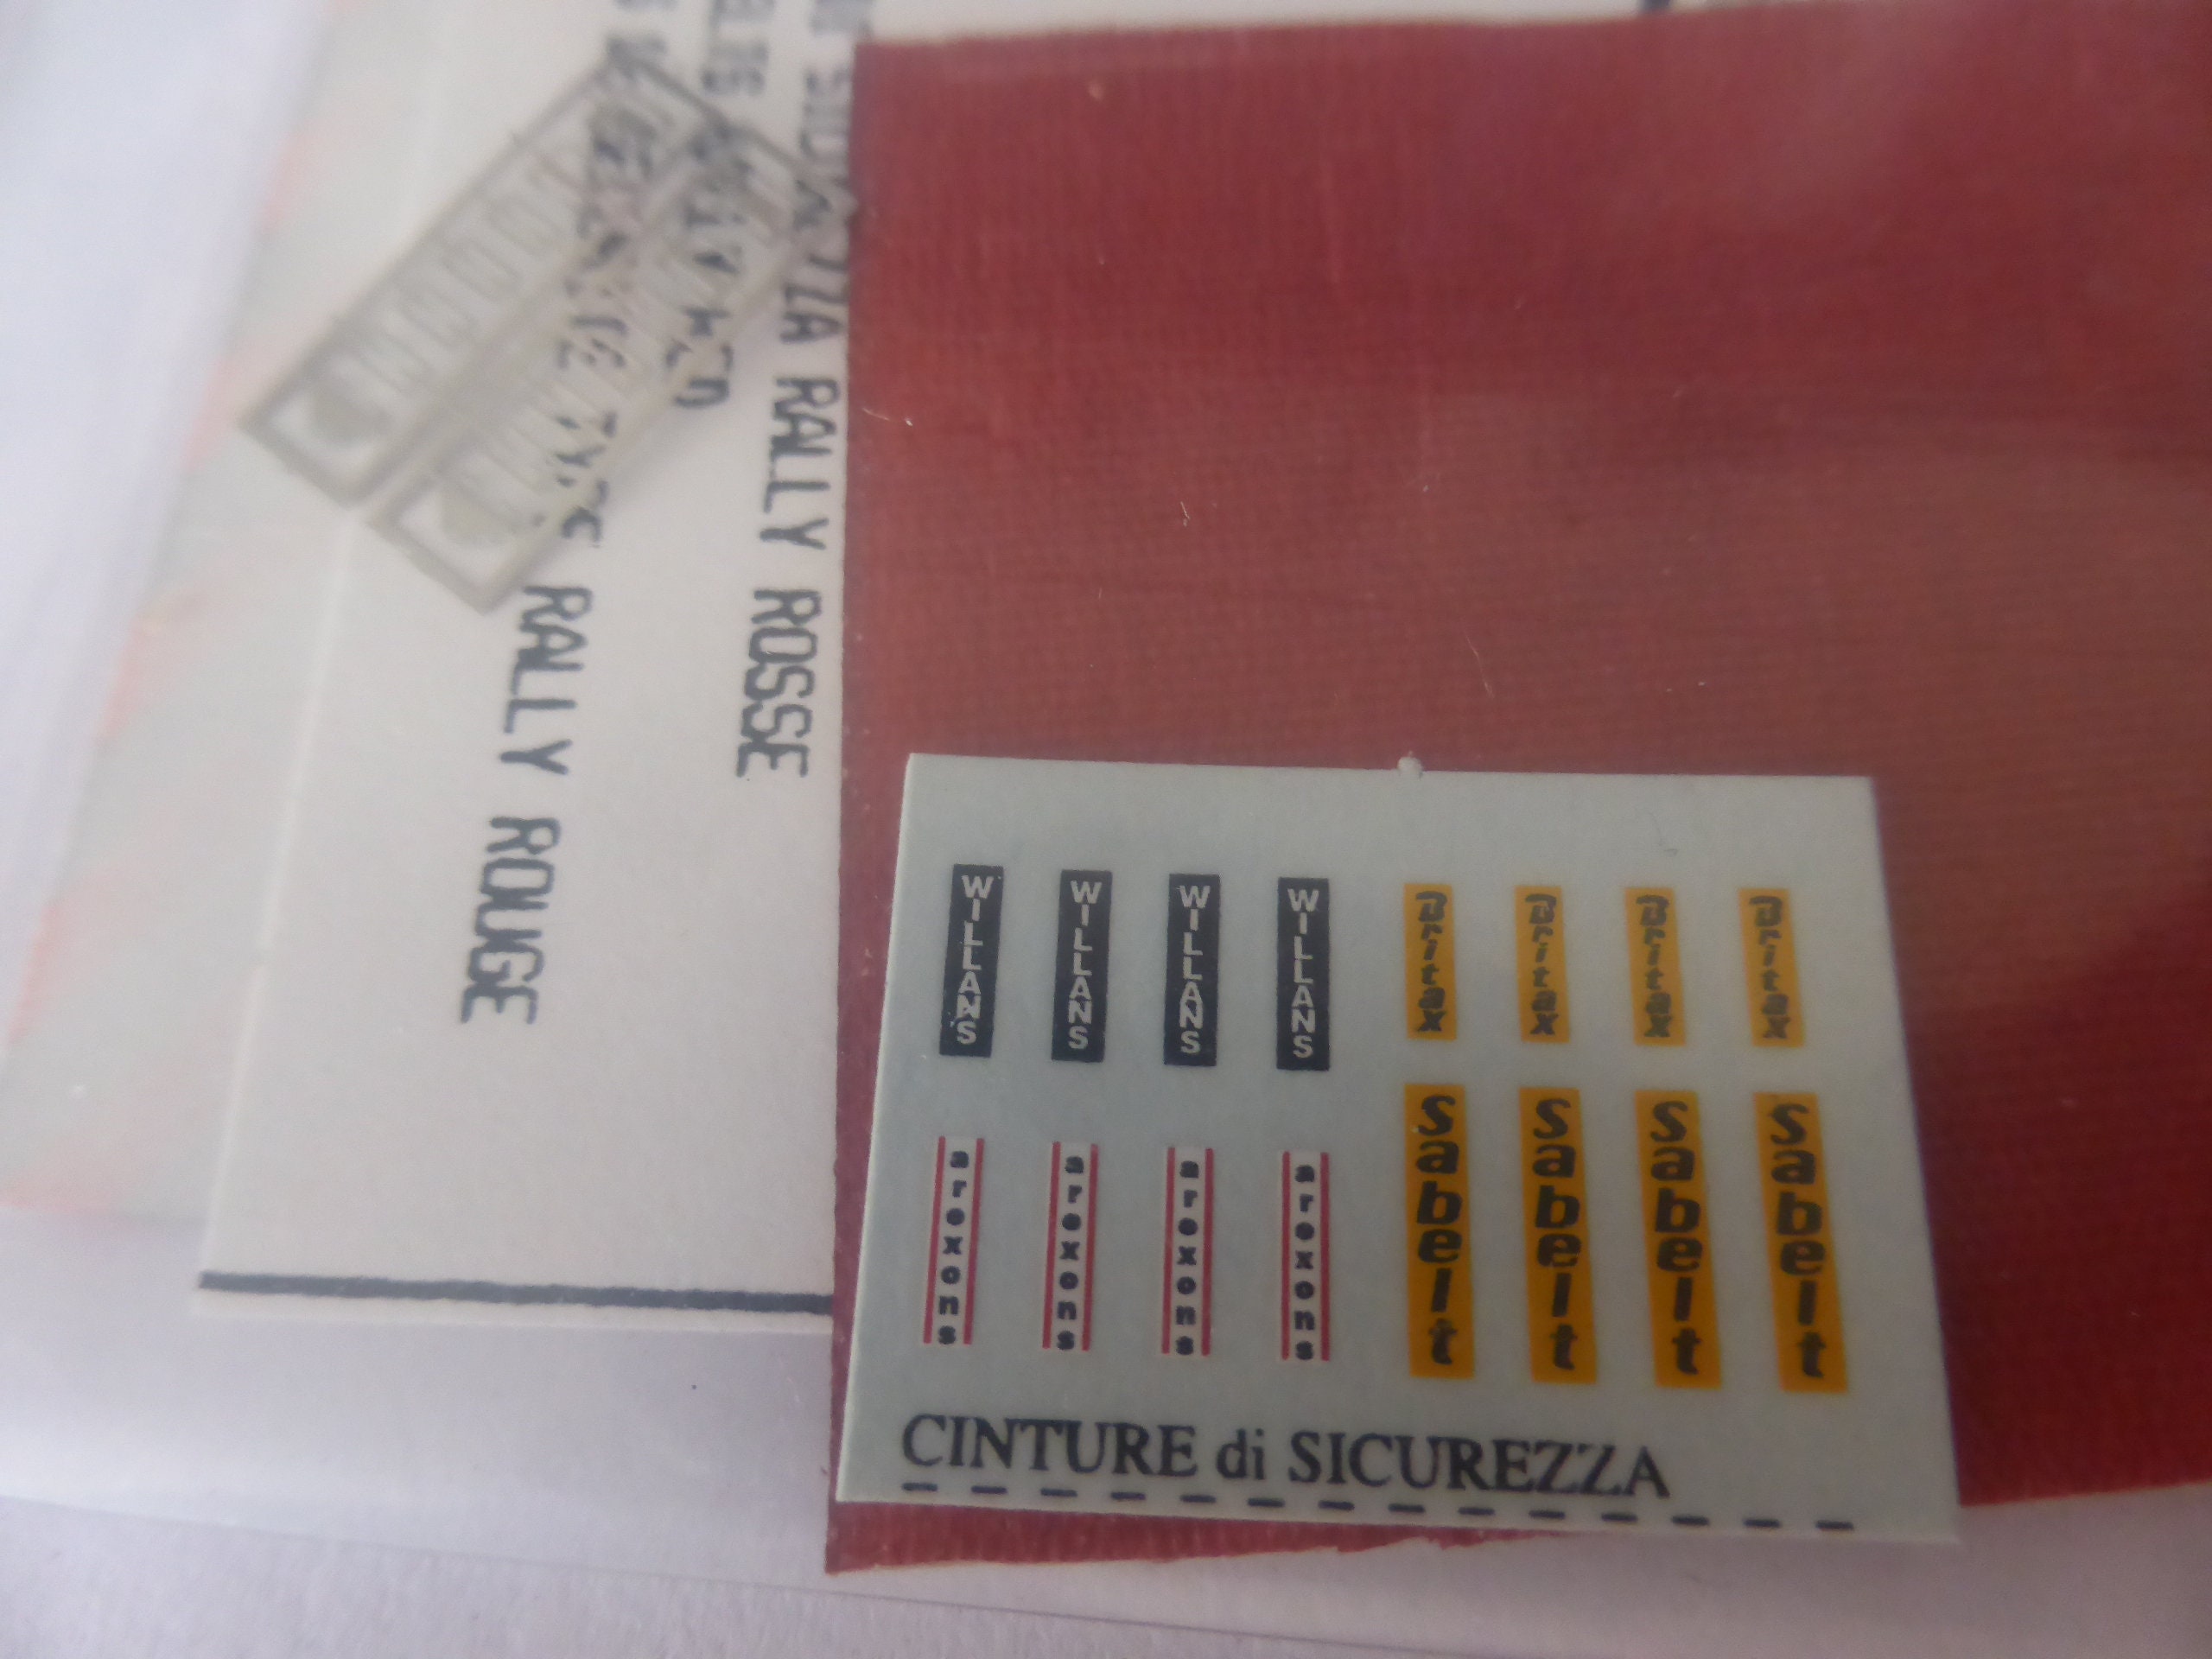 ZZA RALLY ROSSE
RALLY ROUGE
WILLANS WILLANS WILLANS WILLANS Britax Britax Britax Britax
arexons arexons arexons arexons Sabelt Sabelt Sabelt Sabelt
CINTURE di SICUREZZA